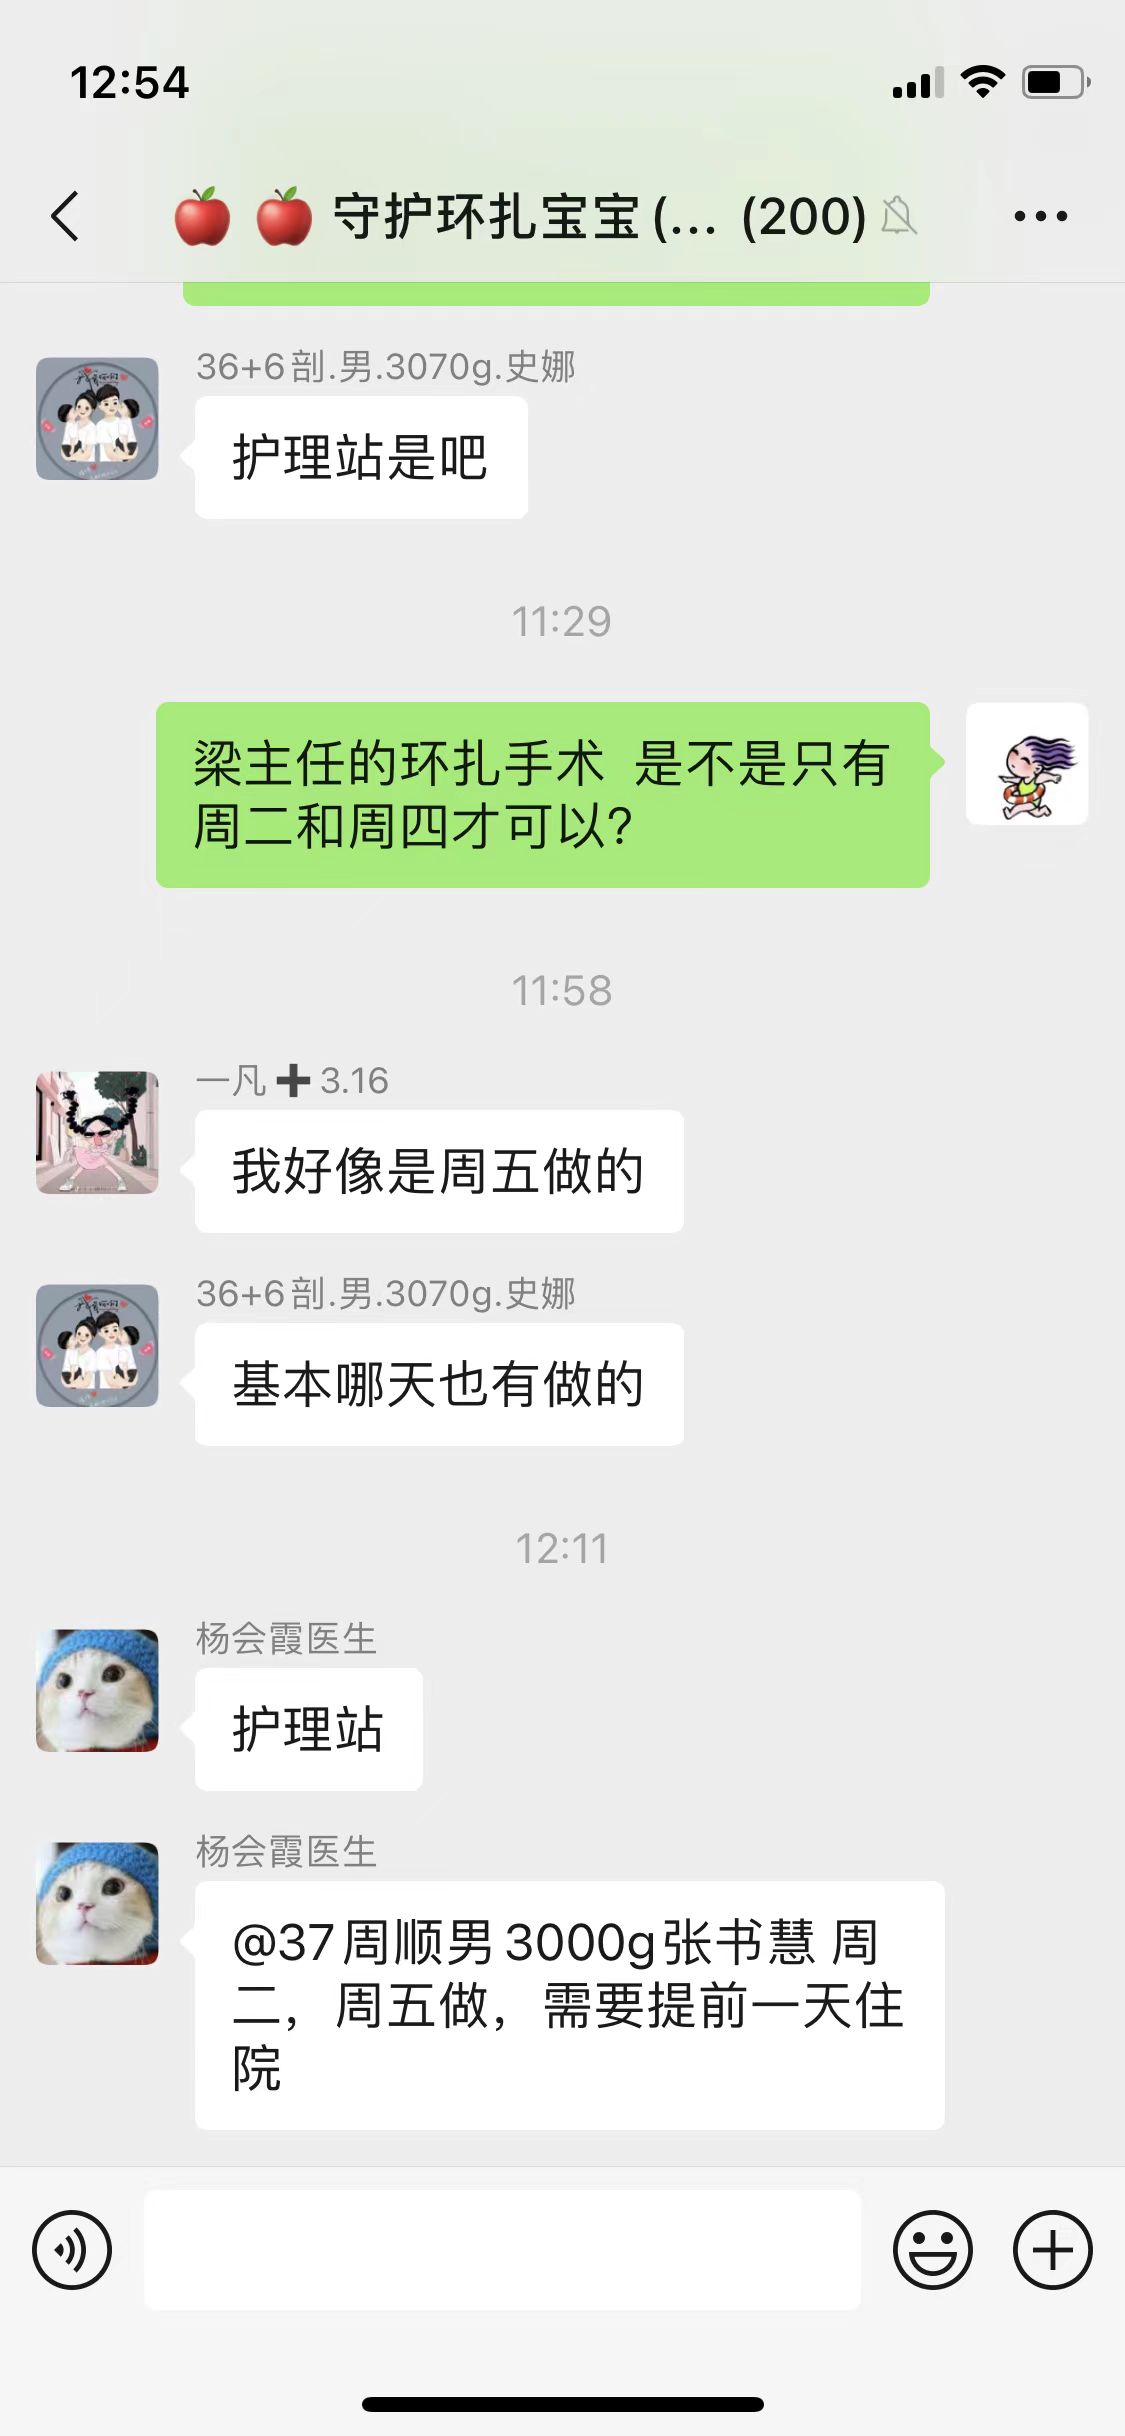 12:54
守护环扎宝宝(... (200)
36+6剖.男.3070g.史娜
护理站是吧
11:29
梁主任的环扎手术 是不是只有
周二和周四才可以?
11:58
一凡➕3.16
我好像是周五做的
36+6剖.男.3070g.史娜
基本哪天也有做的
12:11
杨会霞医生
护理站
杨会霞医生
@37周顺男3000g张书慧 周
二，周五做，需要提前一天住
院